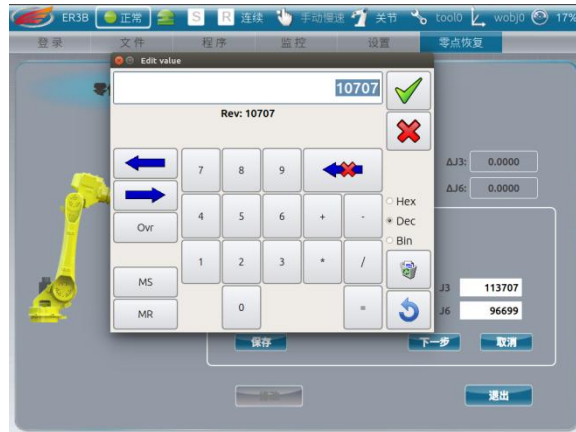 ER3B 正常 S R 连续 手动慢速 关节 tool0 wobj0 17%
登录 文件 程序 监控 设置 零点恢复
Edit value
10707
Rev: 10707
7 8 9
Ovr 4 5 6 + -
Hex
Dec
Bin
1 2 3 * /
MS
MR 0 =
ΔJ3: 0.0000
ΔJ6: 0.0000
J3 113707
J6 96699
保存 下一步 取消
退出